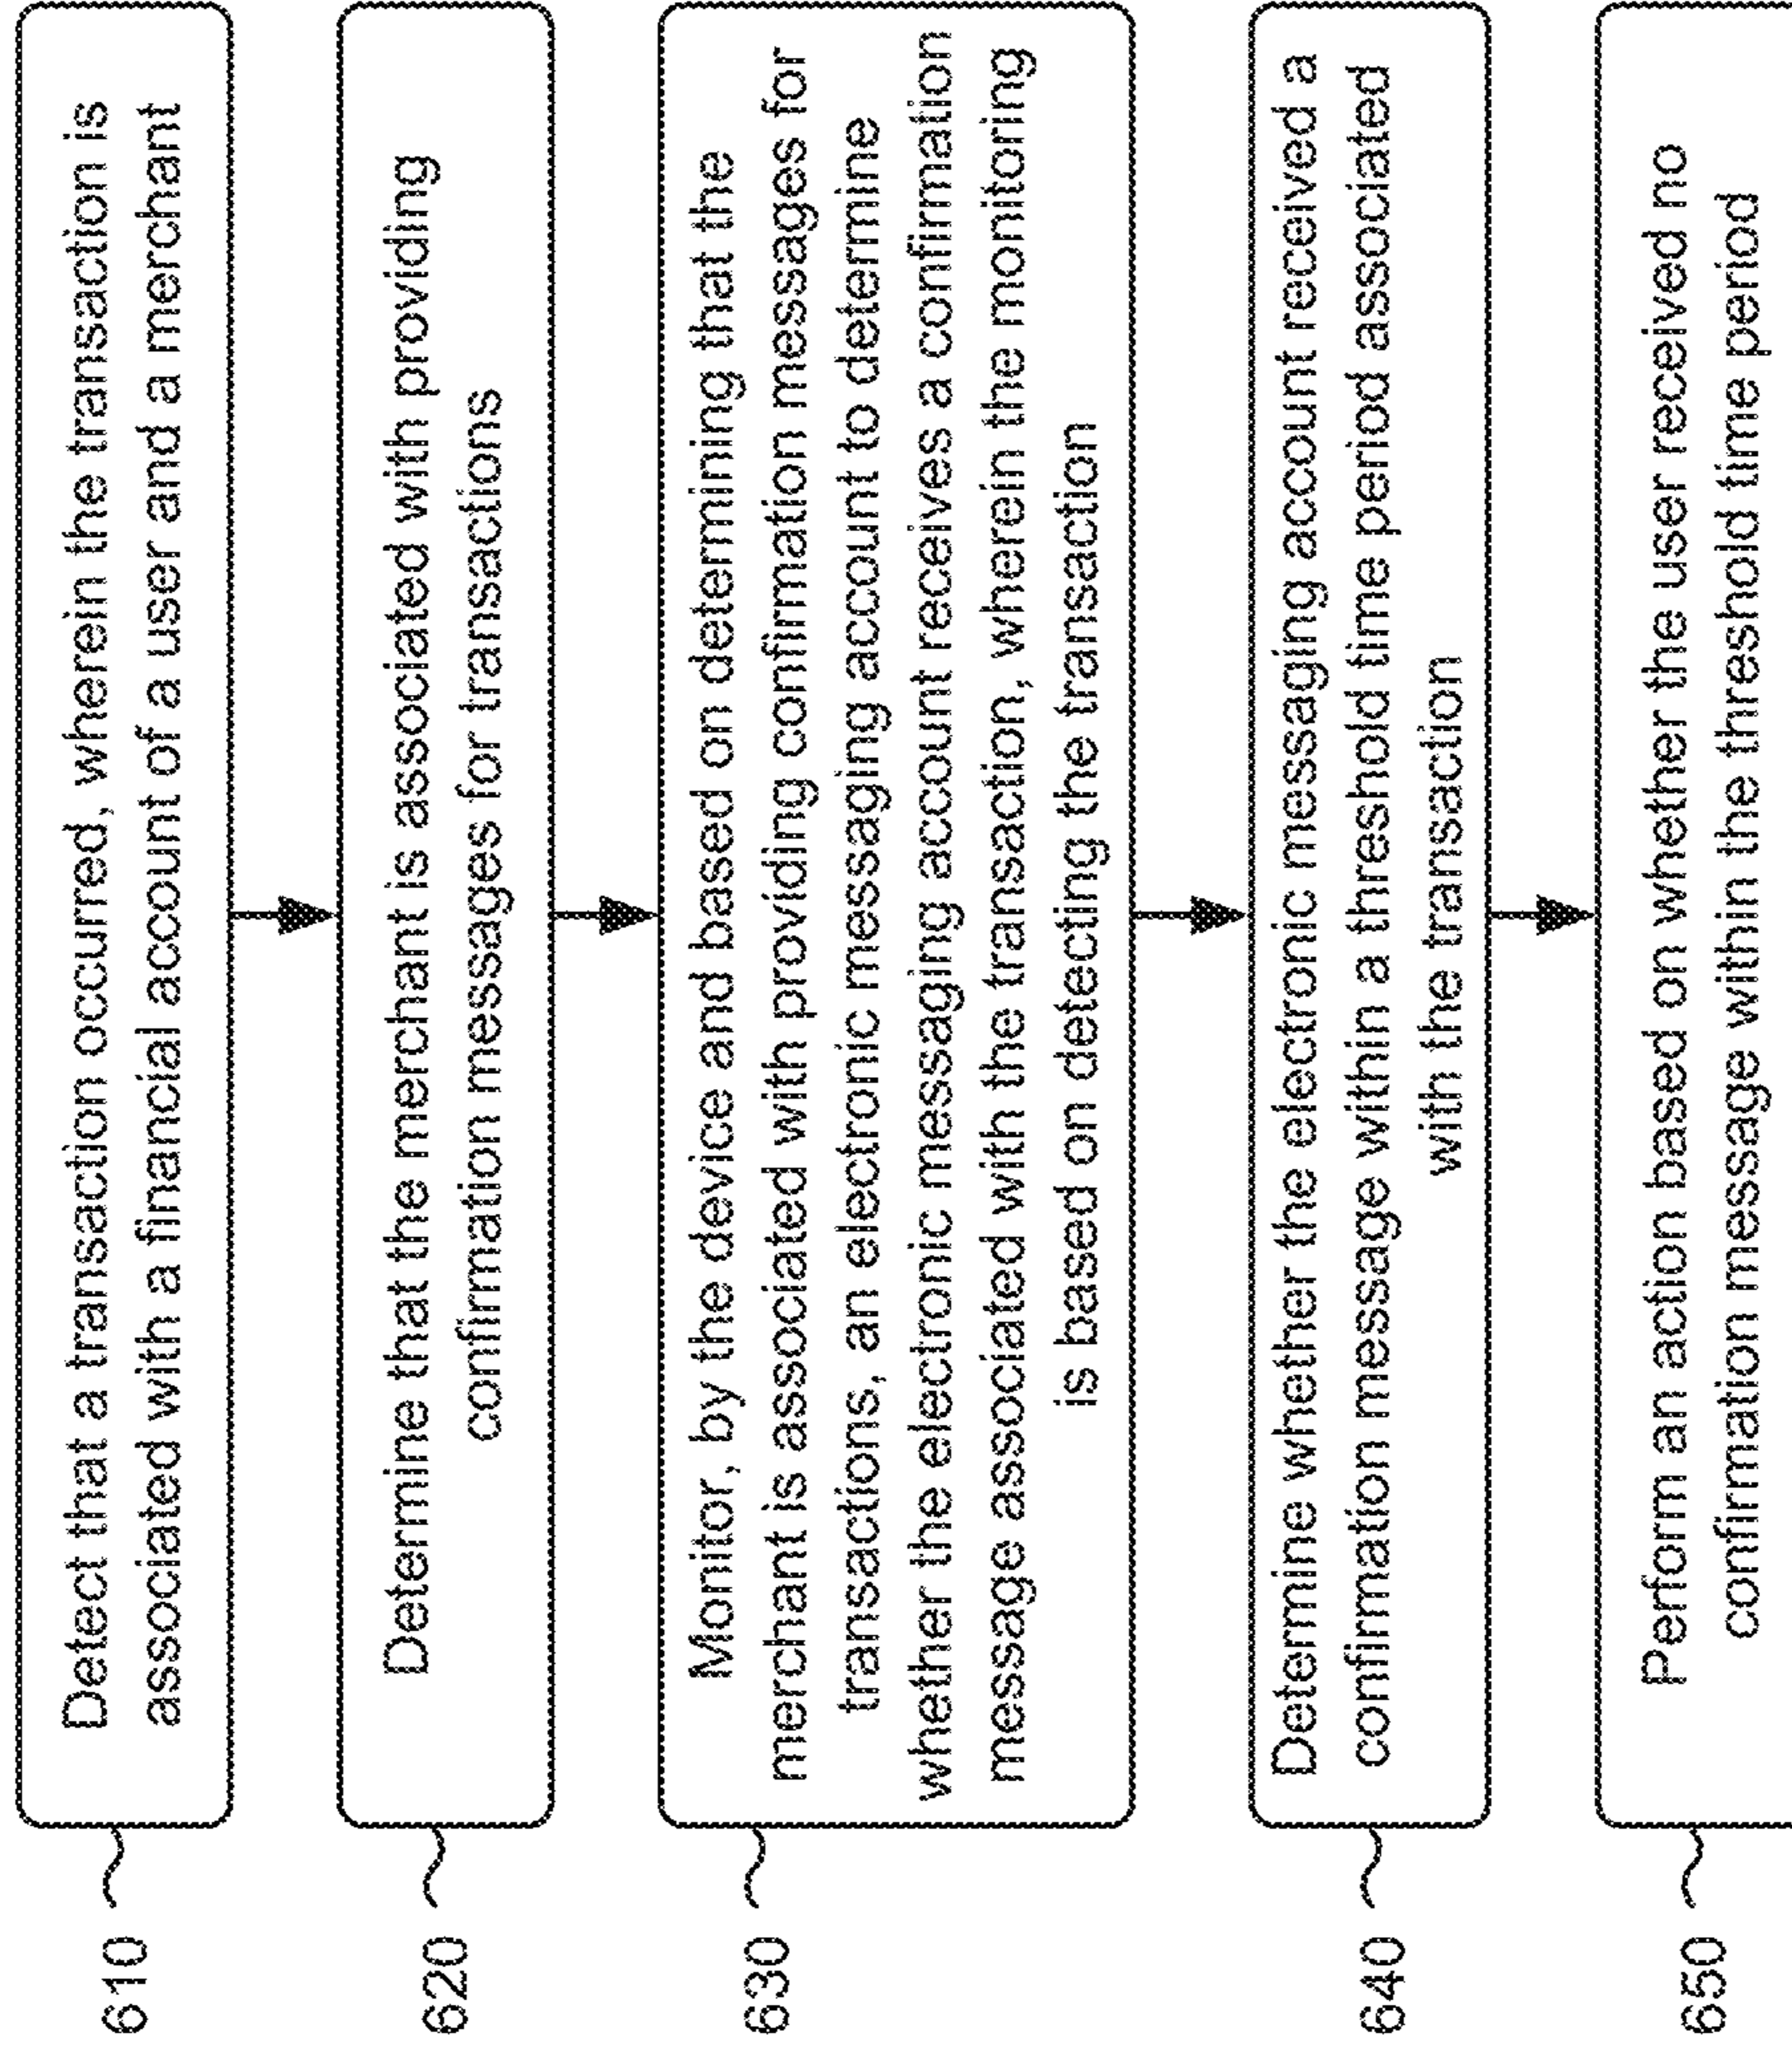 610
Detect that a transaction occurred, wherein the transaction is
associated with a financial account of a user and a merchant
620
Determine that the merchant is associated with providing
confirmation messages for transactions
630
Monitor, by the device and based on determining that the
merchant is associated with providing confirmation messages for
transactions, an electronic messaging account to determine
whether the electronic messaging account receives a confirmation
message associated with the transaction, wherein the monitoring
is based on detecting the transaction
640
Determine whether the electronic messaging account received a
confirmation message within a threshold time period associated
with the transaction
650
Perform an action based on whether the user received no
confirmation message within the threshold time period